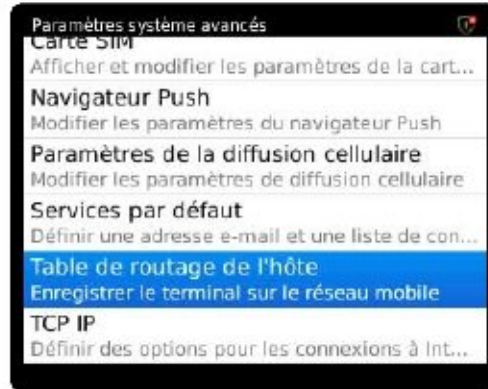 Paramètres système avancés
Carte SIM
Afficher et modifier les paramètres de la cart...
Navigateur Push
Modifier les paramètres du navigateur Push
Paramètres de la diffusion cellulaire
Modifier les paramètres de diffusion cellulaire
Services par défaut
Définir une adresse e-mail et une liste de con...
Table de routage de l'hôte
Enregistrer le terminal sur le réseau mobile
TCP IP
Définir des options pour les connexions à Int...